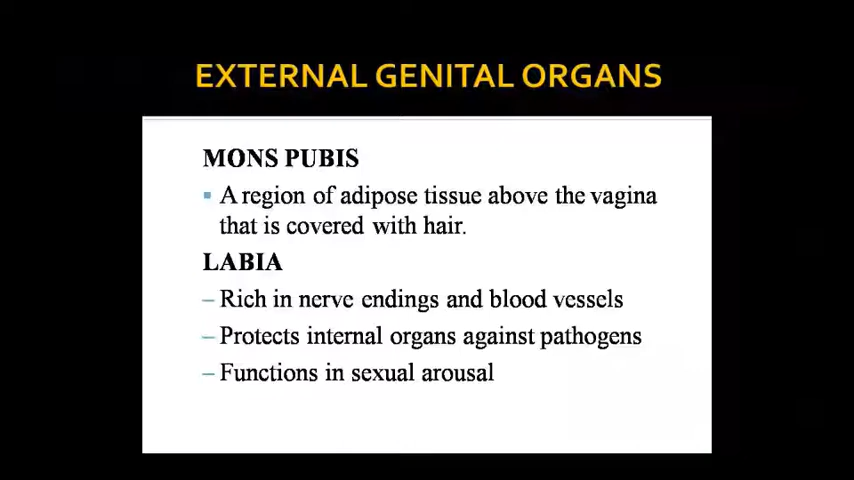 EXTERNAL GENITAL ORGANS
MONS PUBIS
▪ A region of adipose tissue above the vagina
that is covered with hair.
LABIA
– Rich in nerve endings and blood vessels
– Protects internal organs against pathogens
– Functions in sexual arousal